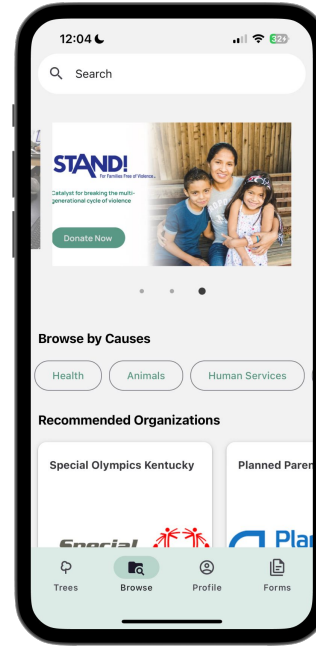 12:04
32+
Search
STAND!
For Families Free of Violence
Catalyst for breaking the multi-
generational cycle of violence
Donate Now
Browse by Causes
Health
Animals
Human Services
Recommended Organizations
Special Olympics Kentucky
Planned Paren
Special
Plan
Trees
Browse
Profile
Forms